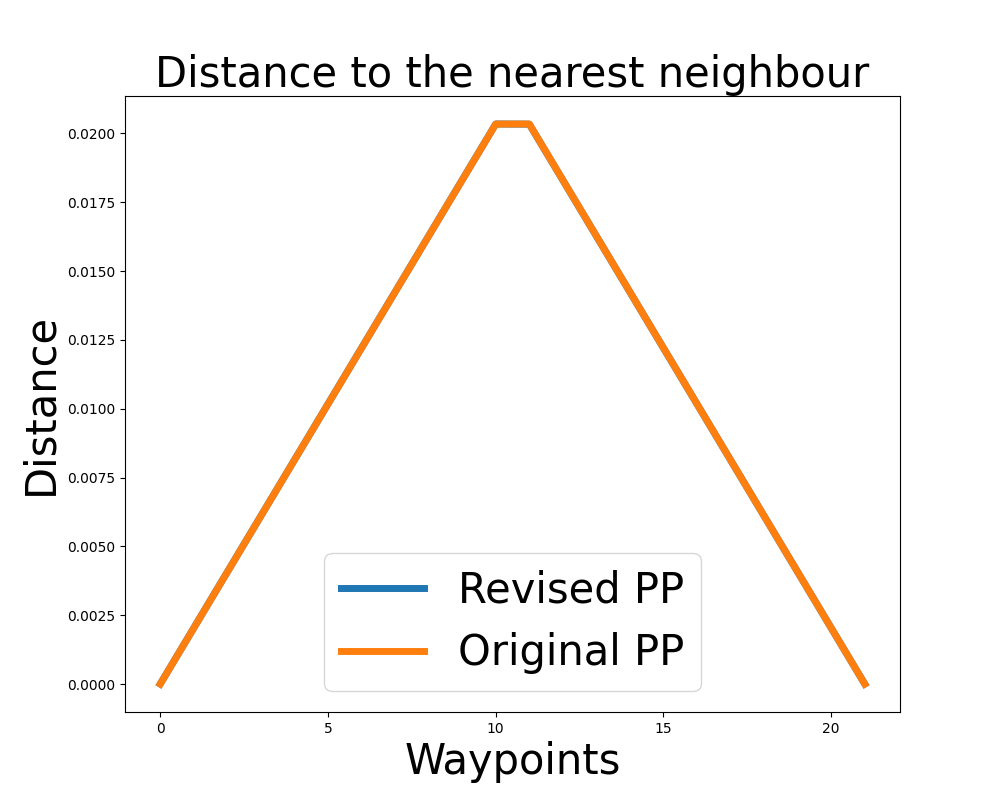 Distance to the nearest neighbour
0.0200
0.0175
0.0150
0.0125
0.0100
0.0075
0.0050
0.0025
0.0000
Distance
Revised PP
Original PP
0 5 10 15 20
Waypoints